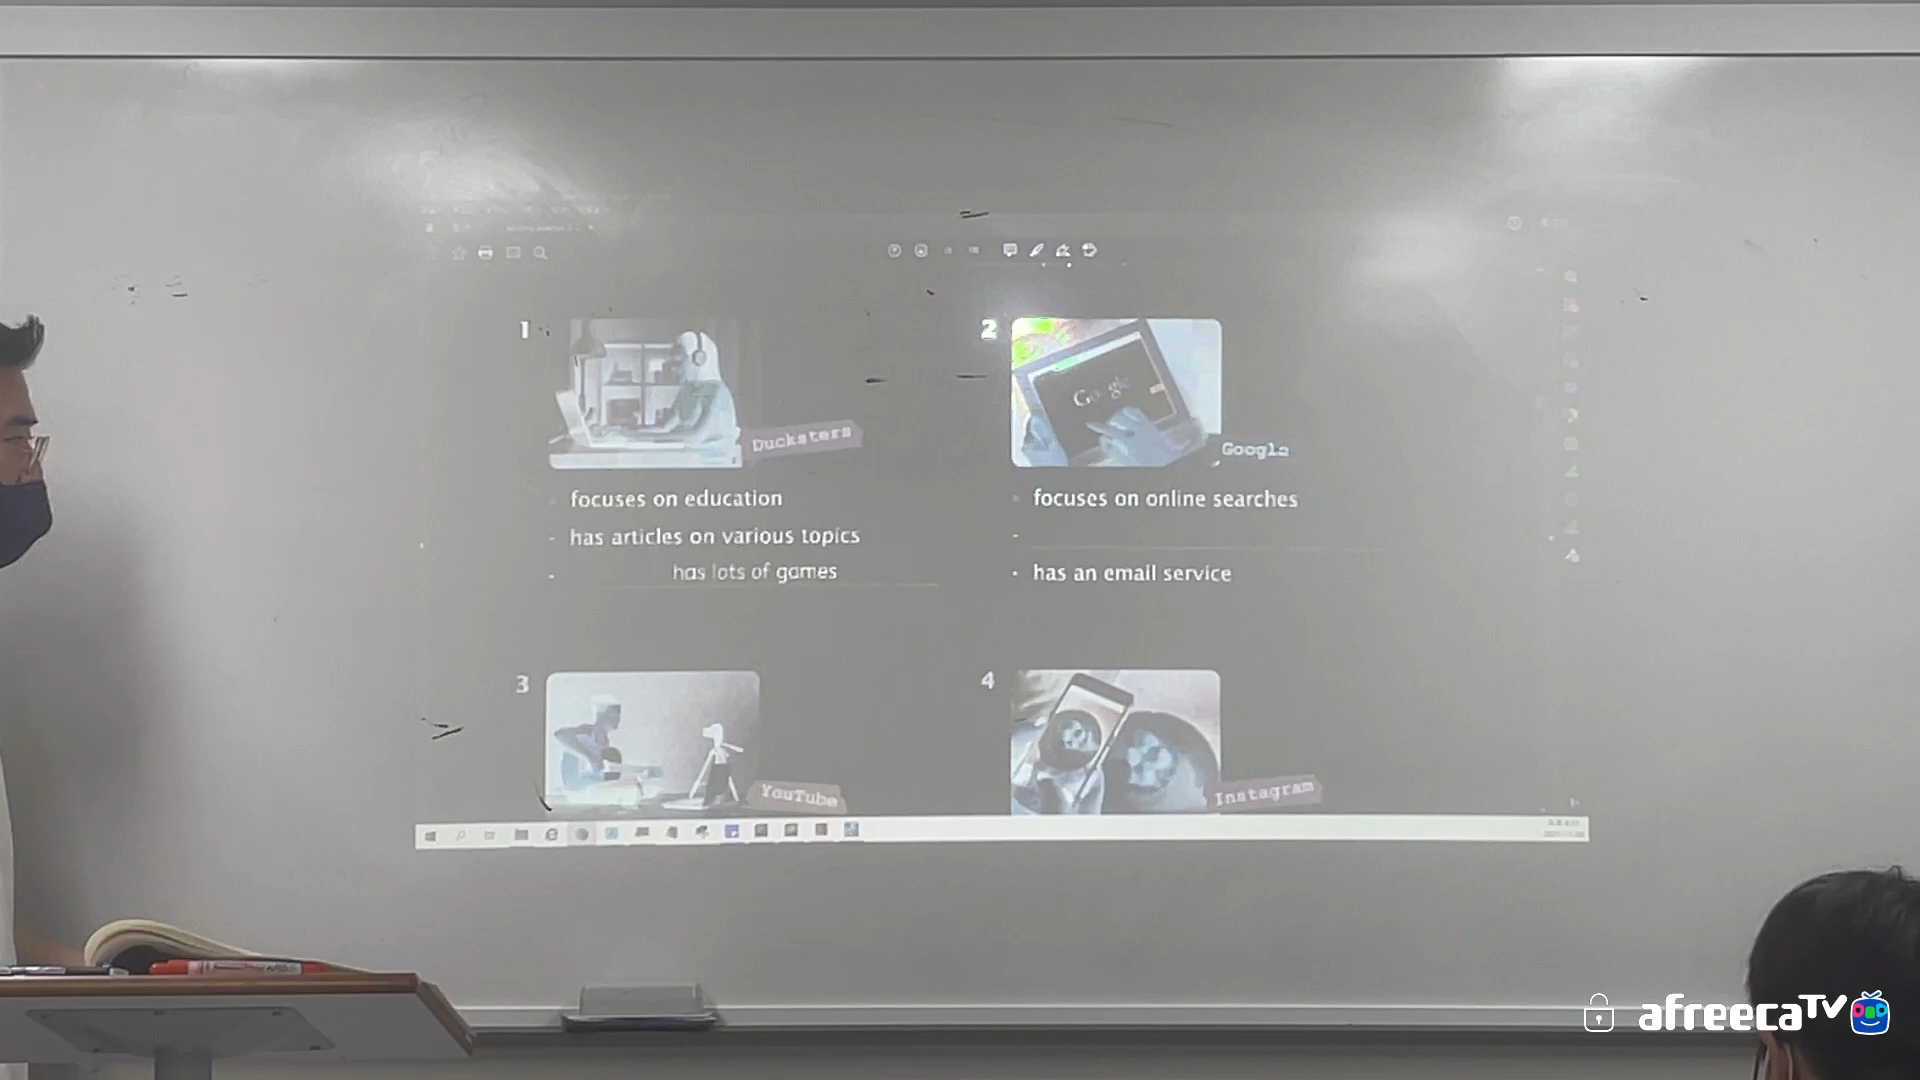 1
2
Google
Ducksters
Google
focuses on education
focuses on online searches
- has articles on various topics
-
has lots of games
has an email service
3
4
YouTube
Instagram
afreecaTV